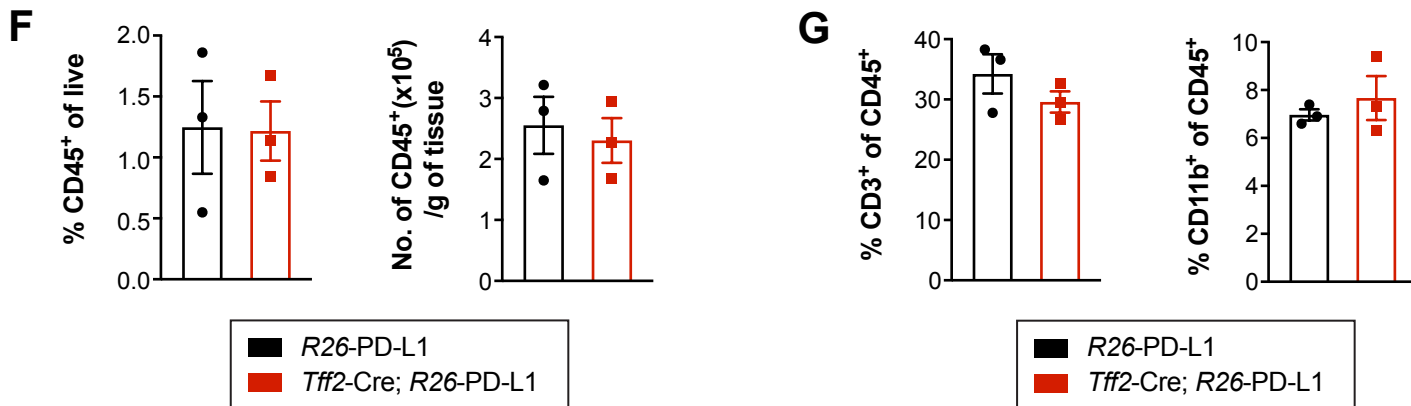 F
% CD45⁺ of live
2.0
1.5
1.0
0.5
0.0
No. of CD45⁺(x10⁵)
/g of tissue
4
3
2
1
0
R26-PD-L1
Tff2-Cre; R26-PD-L1
G
% CD3⁺ of CD45⁺
40
30
20
10
0
% CD11b⁺ of CD45⁺
10
8
6
4
2
0
R26-PD-L1
Tff2-Cre; R26-PD-L1